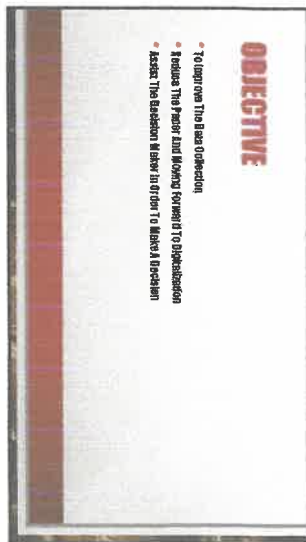 OBJECTIVE
To Improve The Data Collection
Reduce The Paper And Moving Forward To Digitalization
Assist The Decision Maker In Order To Make A Decision